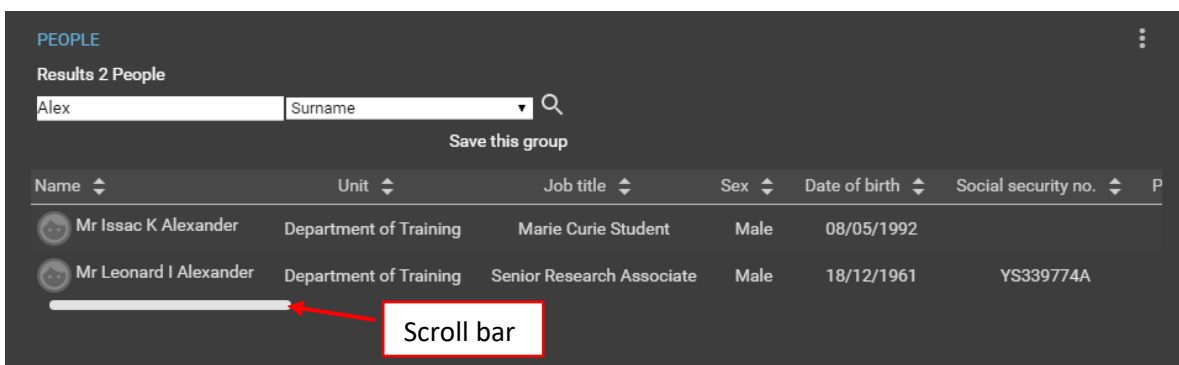 PEOPLE
Results 2 People
Alex Surname
Save this group
Name Unit Job title Sex Date of birth Social security no. P
Mr Issac K Alexander Department of Training Marie Curie Student Male 08/05/1992
Mr Leonard I Alexander Department of Training Senior Research Associate Male 18/12/1961 YS339774A
Scroll bar